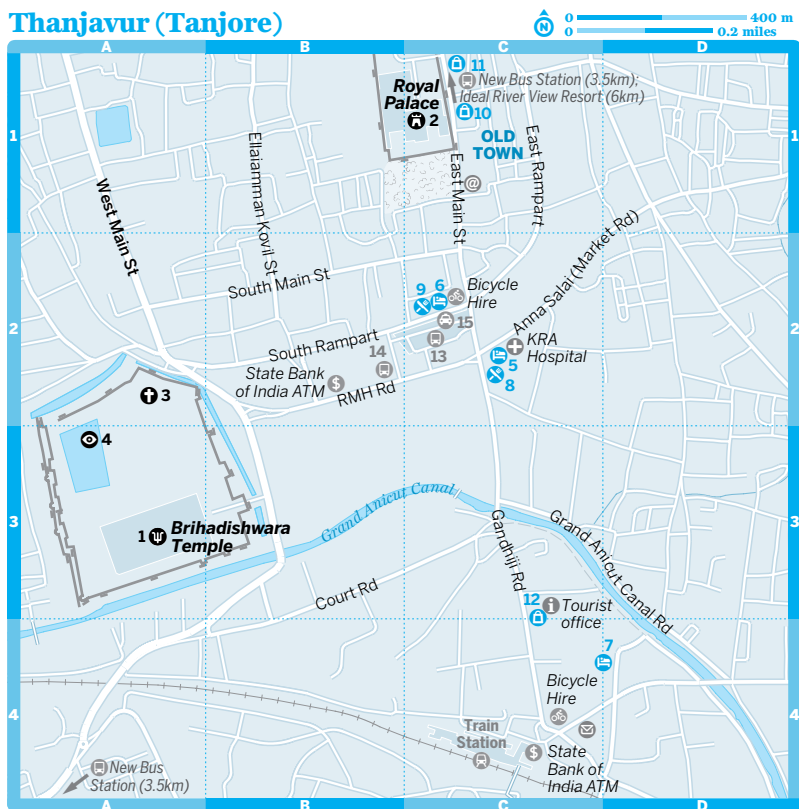 Thanjavur (Tanjore)
N
0 400 m
0 0.2 miles
A B C D
1
2
3
4
Royal
Palace
2
11
New Bus Station (3.5km);
Ideal River View Resort (6km)
10
OLD
TOWN
@
East Rampart
East Main St
Ellaiamman Kovil St
West Main St
South Main St
Anna Salai (Market Rd)
9
6
Bicycle
Hire
15
13
South Rampart
14
State Bank
of India ATM
$
RMH Rd
KRA
Hospital
5
8
3
4
1
Brihadishwara
Temple
Grand Anicut Canal
Gandhiji Rd
Grand Anicut Canal Rd
Court Rd
12
i
Tourist
office
7
Bicycle
Hire
Train
Station
$
State
Bank of
India ATM
New Bus
Station (3.5km)
1
2
3
4
A B C D